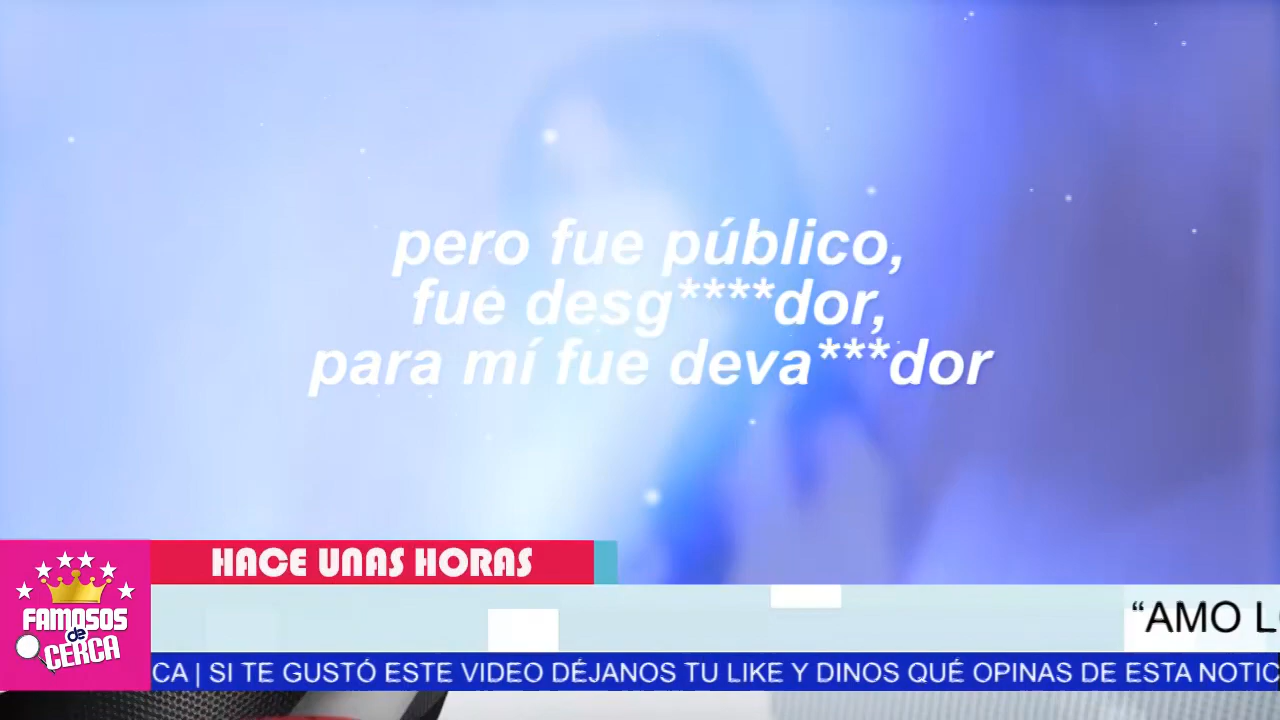 pero fue público,
fue desg****dor,
para mí fue deva***dor
HACE UNAS HORAS
FAMOSOS
de
CERCA
“AMO L
CA | SI TE GUSTÓ ESTE VIDEO DÉJANOS TU LIKE Y DINOS QUÉ OPINAS DE ESTA NOTIC